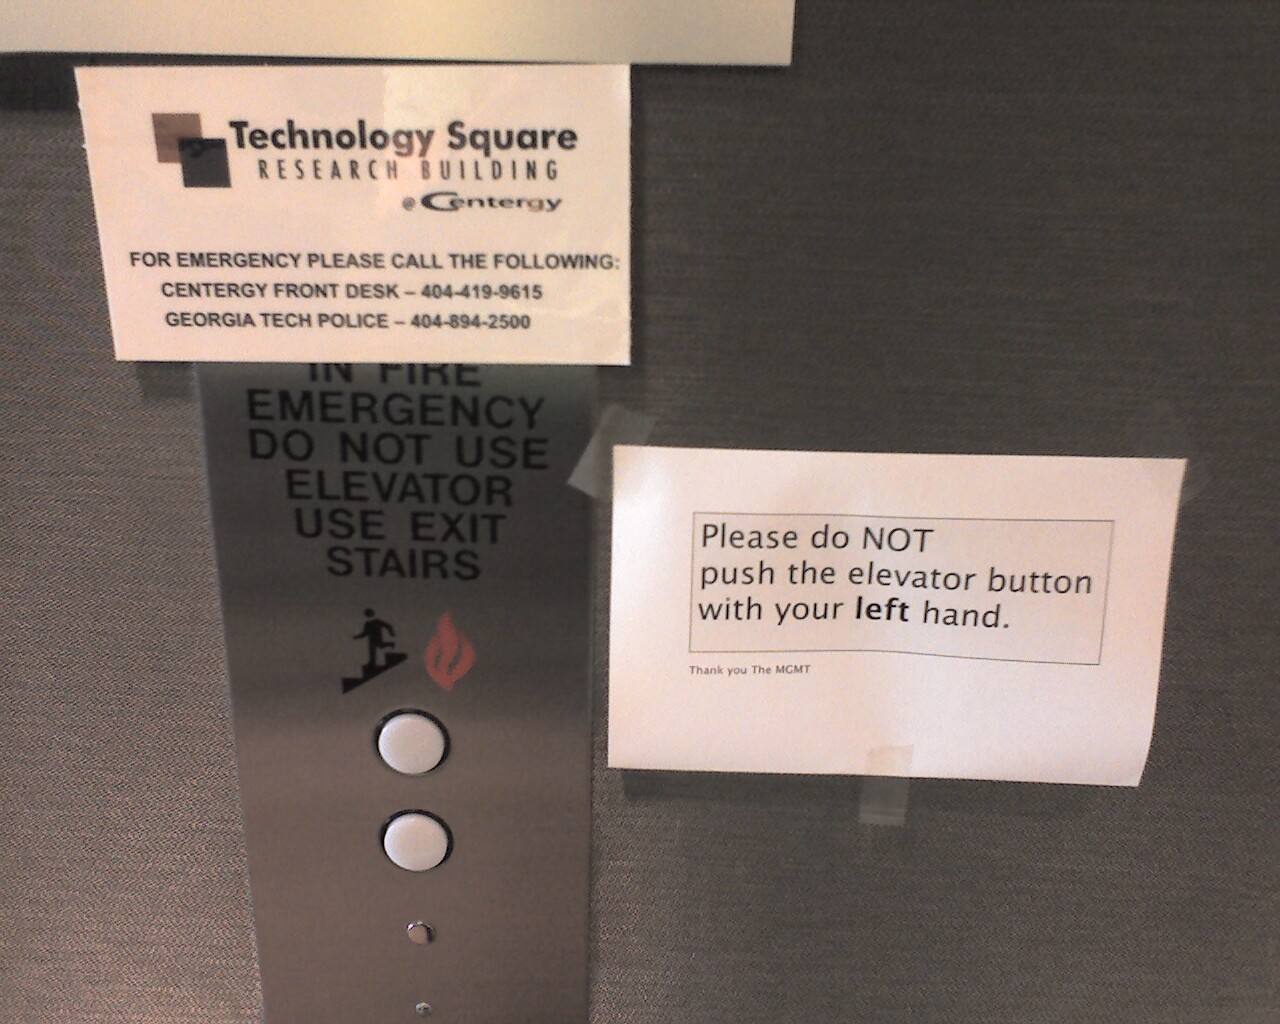 Technology Square
RESEARCH BUILDING
@ Centergy
FOR EMERGENCY PLEASE CALL THE FOLLOWING:
CENTERGY FRONT DESK – 404-419-9615
GEORGIA TECH POLICE – 404-894-2500
IN FIRE
EMERGENCY
DO NOT USE
ELEVATOR
USE EXIT
STAIRS
Please do NOT
push the elevator button
with your left hand.
Thank you The MGMT